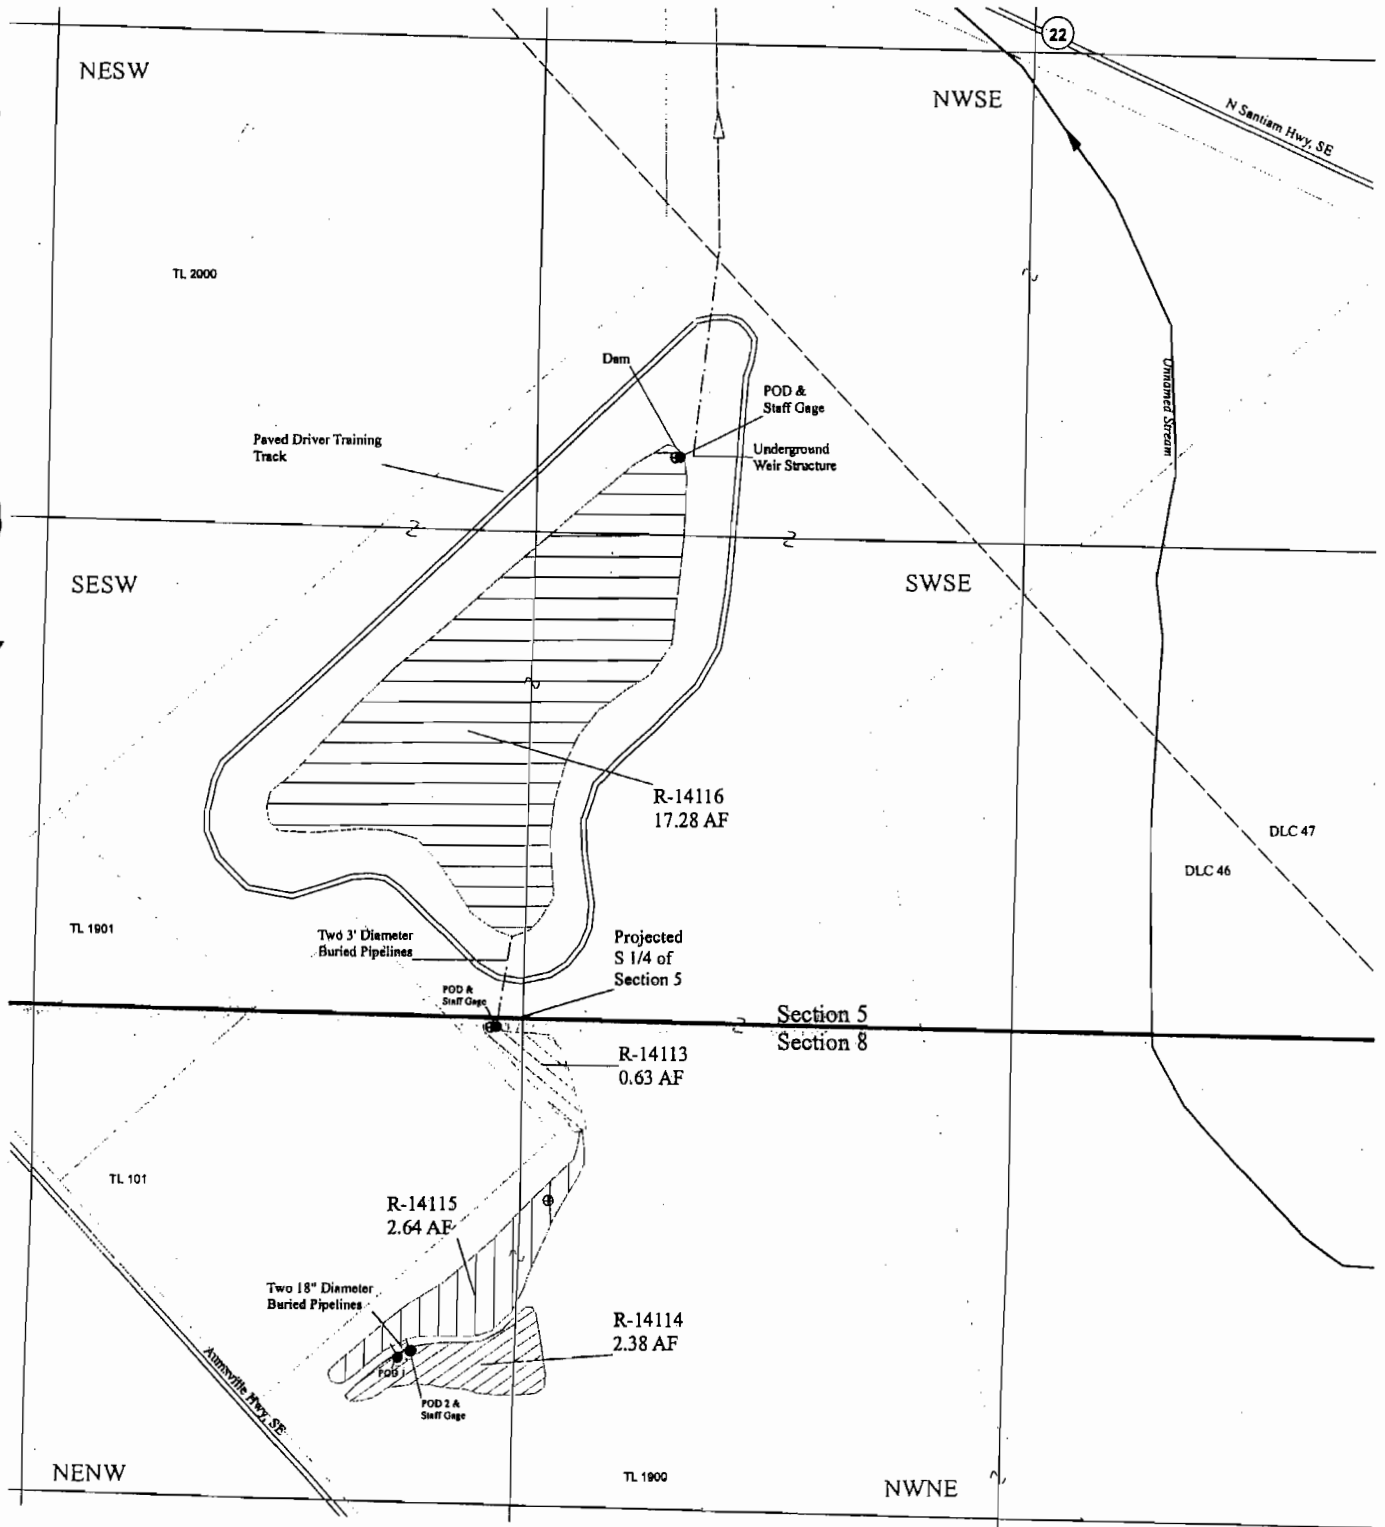 22
NESW
NWSE
N Santiam Hwy, SE
TL 2000
Dam
POD &
Staff Gage
Unnamed Stream
Paved Driver Training
Track
Underground
Weir Structure
SESW
SWSE
R-14116
17.28 AF
DLC 47
DLC 46
TL 1901
Two 3' Diameter
Buried Pipelines
Projected
S 1/4 of
Section 5
POD &
Staff Gage
Section 5
Section 8
R-14113
0.63 AF
TL 101
R-14115
2.64 AF
Two 18" Diameter
Buried Pipelines
R-14114
2.38 AF
POD 1
POD 2 &
Staff Gage
Aumsville Hwy, SE
NENW
TL 1900
NWNE